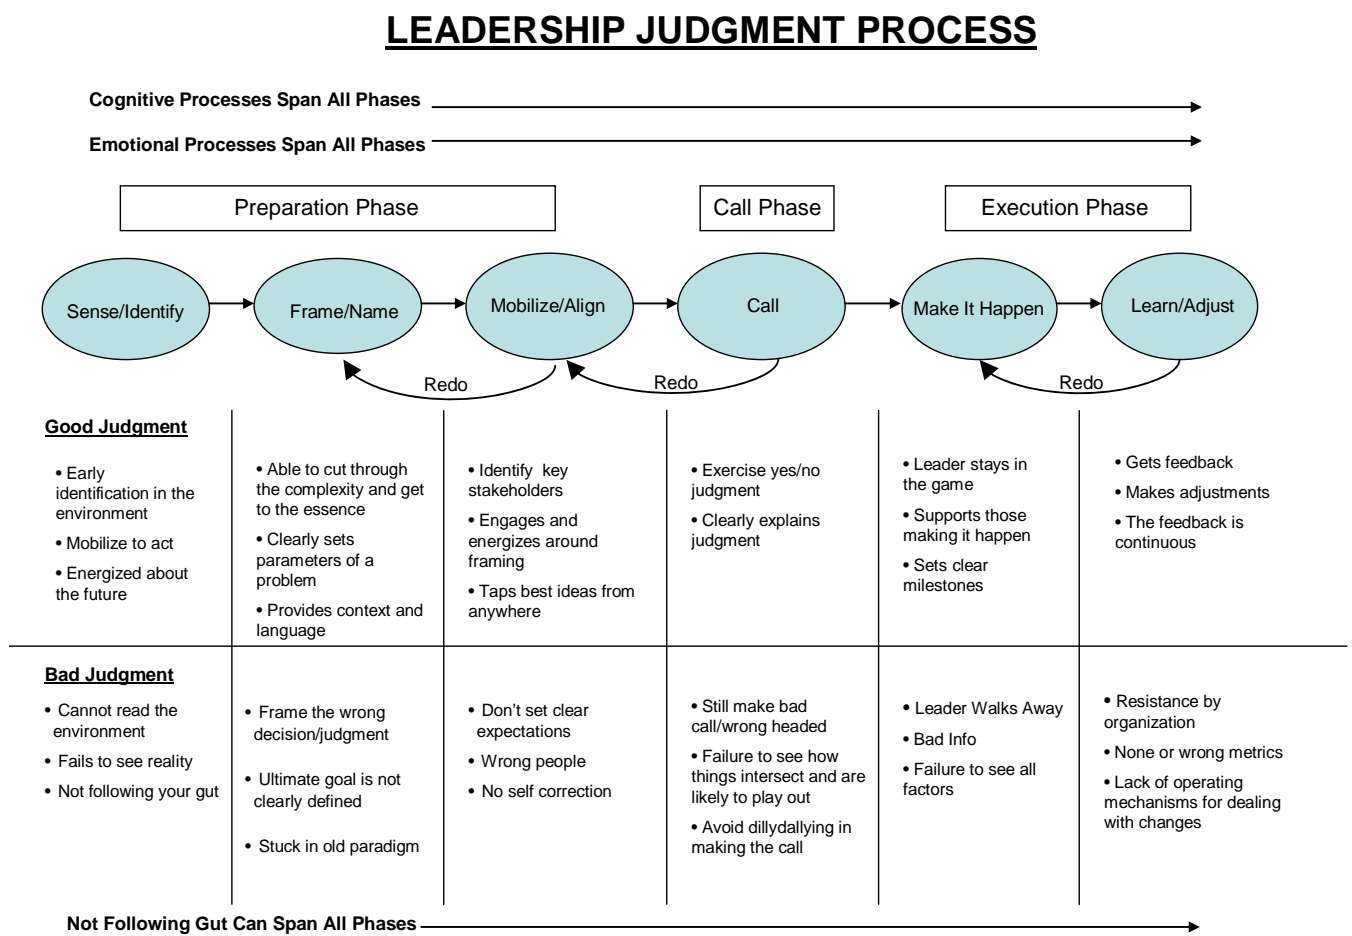 LEADERSHIP JUDGMENT PROCESS
Cognitive Processes Span All Phases
Emotional Processes Span All Phases
Preparation Phase
Call Phase
Execution Phase
Sense/Identify
Frame/Name
Mobilize/Align
Call
Make It Happen
Learn/Adjust
Redo
Redo
Redo
Good Judgment
• Early
identification in the
environment
• Mobilize to act
• Energized about
the future
• Able to cut through
the complexity and get
to the essence
• Clearly sets
parameters of a
problem
• Provides context and
language
• Identify key
stakeholders
• Engages and
energizes around
framing
• Taps best ideas from
anywhere
• Exercise yes/no
judgment
• Clearly explains
judgment
• Leader stays in
the game
• Supports those
making it happen
• Sets clear
milestones
• Gets feedback
• Makes adjustments
• The feedback is
continuous
Bad Judgment
• Cannot read the
environment
• Fails to see reality
• Not following your gut
• Frame the wrong
decision/judgment
• Ultimate goal is not
clearly defined
• Stuck in old paradigm
• Don't set clear
expectations
• Wrong people
• No self correction
• Still make bad
call/wrong headed
• Failure to see how
things intersect and are
likely to play out
• Avoid dillydallying in
making the call
• Leader Walks Away
• Bad Info
• Failure to see all
factors
• Resistance by
organization
• None or wrong metrics
• Lack of operating
mechanisms for dealing
with changes
Not Following Gut Can Span All Phases